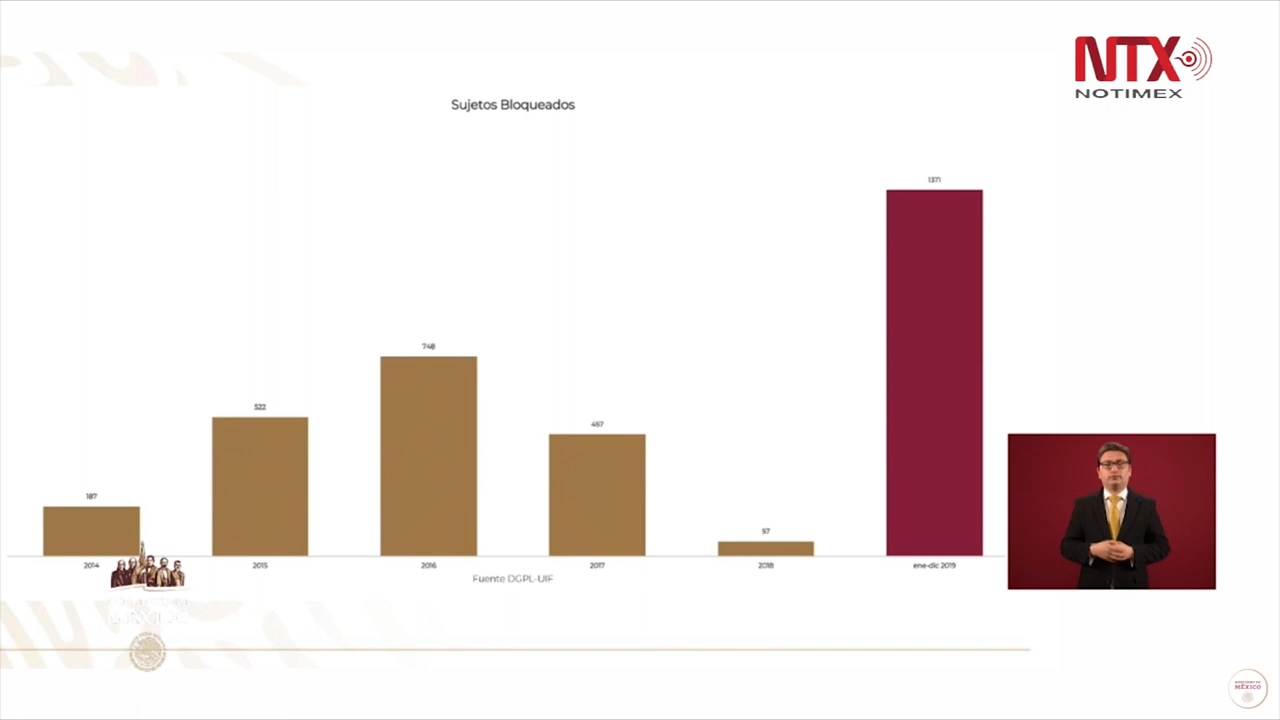 NTX
NOTIMEX
Sujetos Bloqueados
1371
748
522
457
187
57
2014
2015
2016
2017
2018
ene-dic 2019
Fuente DGPL-UIF
MÉXICO